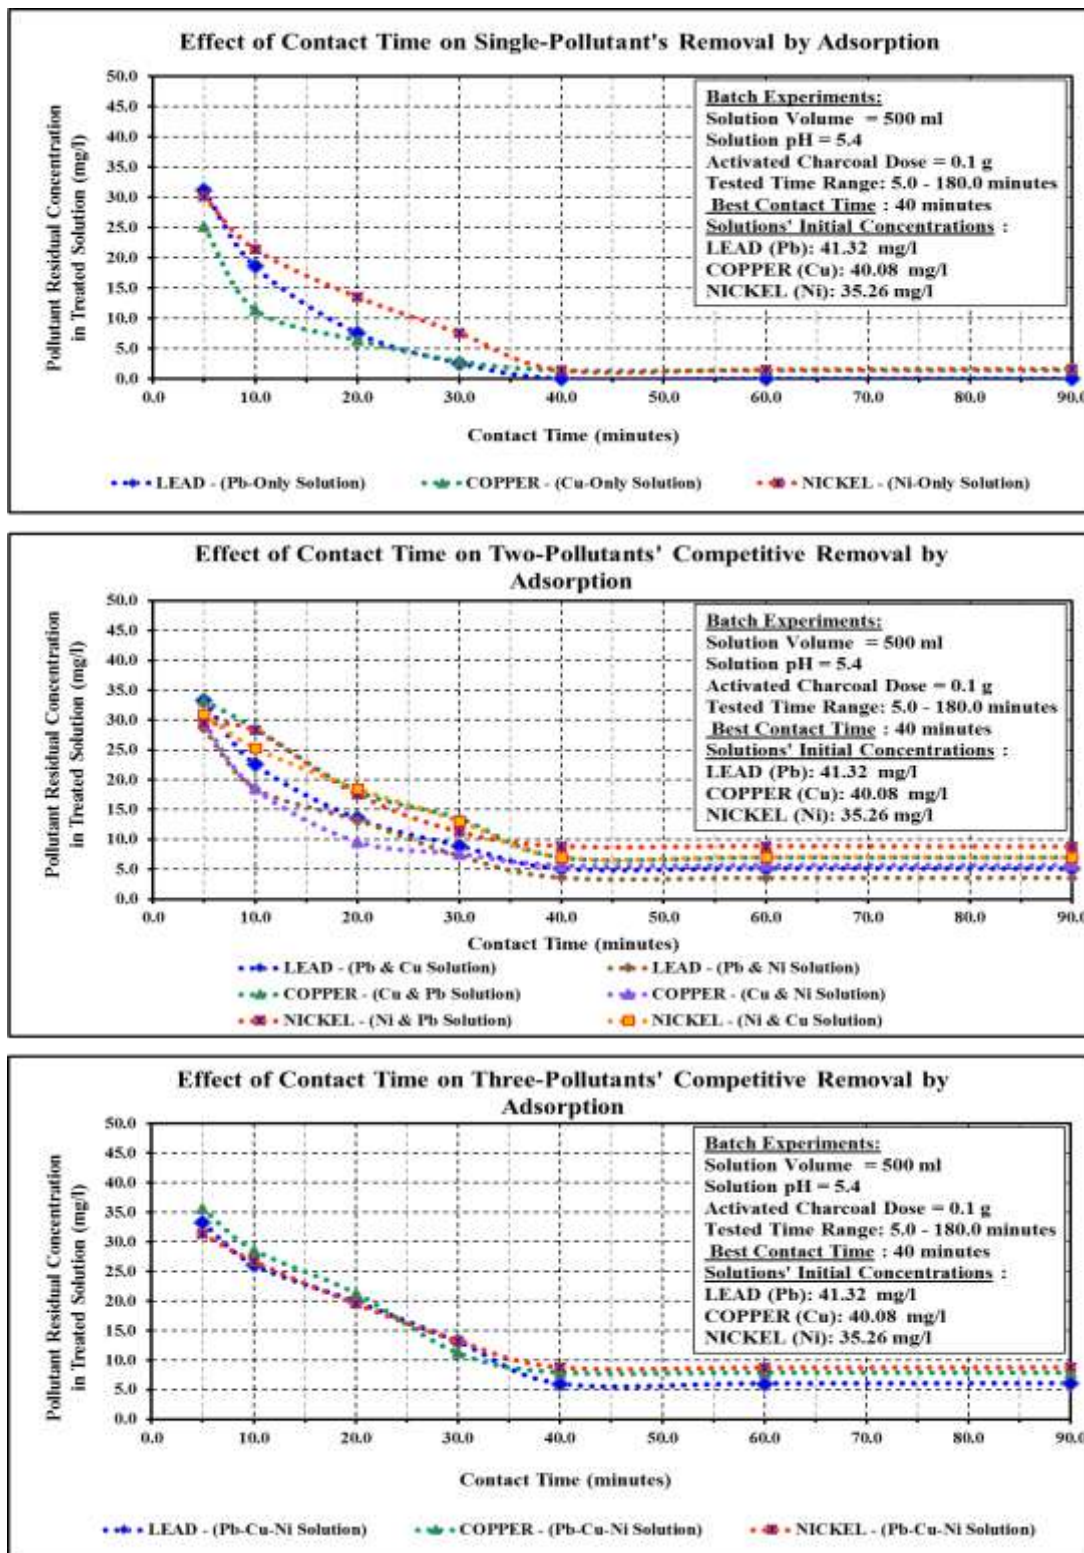 Effect of Contact Time on Single-Pollutant's Removal by Adsorption
Pollutant Residual Concentration
in Treated Solution (mg/l)
50.0
45.0
40.0
35.0
30.0
25.0
20.0
15.0
10.0
5.0
0.0
Batch Experiments:
Solution Volume = 500 ml
Solution pH = 5.4
Activated Charcoal Dose = 0.1 g
Tested Time Range: 5.0 - 180.0 minutes
Best Contact Time : 40 minutes
Solutions' Initial Concentrations :
LEAD (Pb): 41.32 mg/l
COPPER (Cu): 40.08 mg/l
NICKEL (Ni): 35.26 mg/l
0.0 10.0 20.0 30.0 40.0 50.0 60.0 70.0 80.0 90.0
Contact Time (minutes)
LEAD - (Pb-Only Solution) COPPER - (Cu-Only Solution) NICKEL - (Ni-Only Solution)
Effect of Contact Time on Two-Pollutants' Competitive Removal by
Adsorption
Pollutant Residual Concentration
in Treated Solution (mg/l)
50.0
45.0
40.0
35.0
30.0
25.0
20.0
15.0
10.0
5.0
0.0
Batch Experiments:
Solution Volume = 500 ml
Solution pH = 5.4
Activated Charcoal Dose = 0.1 g
Tested Time Range: 5.0 - 180.0 minutes
Best Contact Time : 40 minutes
Solutions' Initial Concentrations :
LEAD (Pb): 41.32 mg/l
COPPER (Cu): 40.08 mg/l
NICKEL (Ni): 35.26 mg/l
0.0 10.0 20.0 30.0 40.0 50.0 60.0 70.0 80.0 90.0
Contact Time (minutes)
LEAD - (Pb & Cu Solution) LEAD - (Pb & Ni Solution)
COPPER - (Cu & Pb Solution) COPPER - (Cu & Ni Solution)
NICKEL - (Ni & Pb Solution) NICKEL - (Ni & Cu Solution)
Effect of Contact Time on Three-Pollutants' Competitive Removal by
Adsorption
Pollutant Residual Concentration
in Treated Solution (mg/l)
50.0
45.0
40.0
35.0
30.0
25.0
20.0
15.0
10.0
5.0
0.0
Batch Experiments:
Solution Volume = 500 ml
Solution pH = 5.4
Activated Charcoal Dose = 0.1 g
Tested Time Range: 5.0 - 180.0 minutes
Best Contact Time : 40 minutes
Solutions' Initial Concentrations :
LEAD (Pb): 41.32 mg/l
COPPER (Cu): 40.08 mg/l
NICKEL (Ni): 35.26 mg/l
0.0 10.0 20.0 30.0 40.0 50.0 60.0 70.0 80.0 90.0
Contact Time (minutes)
LEAD - (Pb-Cu-Ni Solution) COPPER - (Pb-Cu-Ni Solution) NICKEL - (Pb-Cu-Ni Solution)